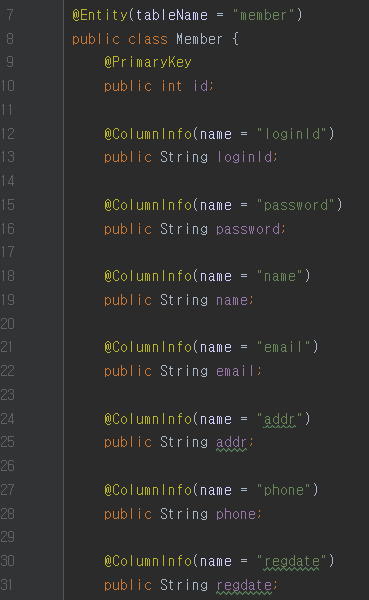 7 @Entity(tableName = "member")
8 public class Member {
9 @PrimaryKey
10 public int id;
11
12 @ColumnInfo(name = "loginId")
13 public String loginId;
14
15 @ColumnInfo(name = "password")
16 public String password;
17
18 @ColumnInfo(name = "name")
19 public String name;
20
21 @ColumnInfo(name = "email")
22 public String email;
23
24 @ColumnInfo(name = "addr")
25 public String addr;
26
27 @ColumnInfo(name = "phone")
28 public String phone;
29
30 @ColumnInfo(name = "regdate")
31 public String regdate;